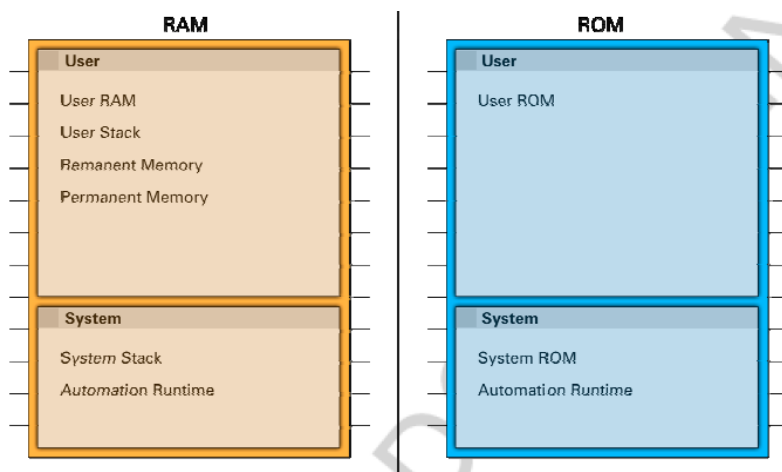 RAM
User
User RAM
User Stack
Remanent Memory
Permanent Memory
System
System Stack
Automation Runtime
ROM
User
User ROM
System
System ROM
Automation Runtime